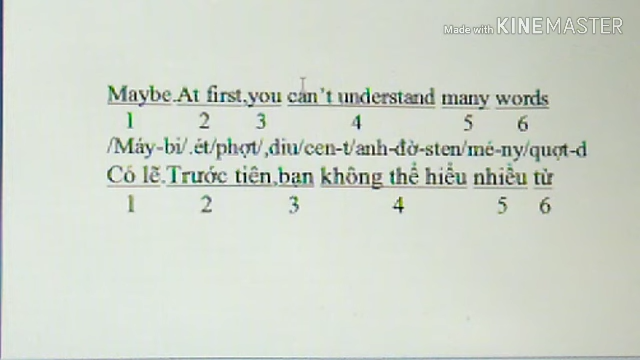 Made with KINEMASTER
Maybe.At first,you can't understand many words
1 2 3 4 5 6
/Máy-bi/.ét/phợt/,diu/cen-t/anh-đờ-sten/mé-ny/quợt-d
Có lẽ.Trước tiên,bạn không thể hiểu nhiều từ
1 2 3 4 5 6